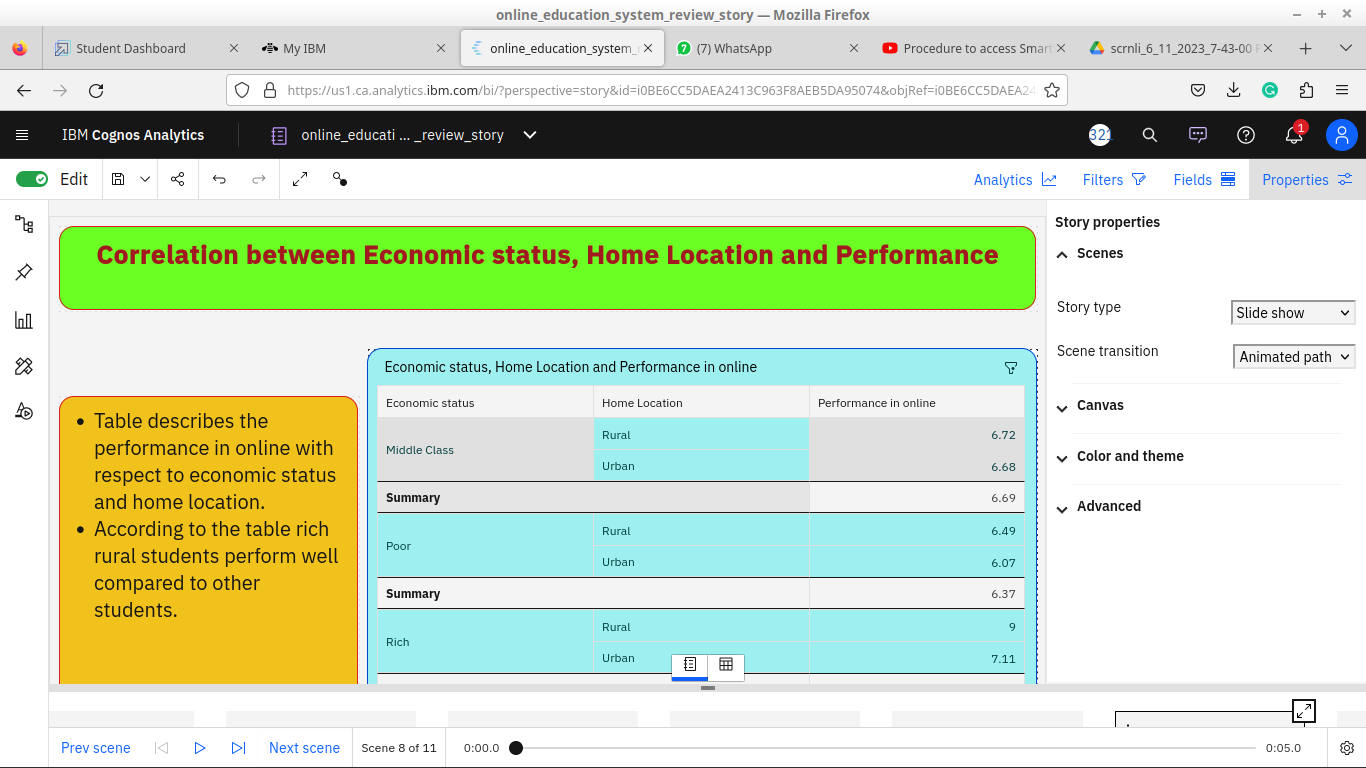 online_education_system_review_story — Mozilla Firefox
Student Dashboard
My IBM
online_education_system_
(7) WhatsApp
Procedure to access Smar
scrnli_6_11_2023_7-43-00
https://us1.ca.analytics.ibm.com/bi/?perspective=story&id=i0BE6CC5DAEA2413C963F8AEB5DA95074&objRef=i0BE6CC5DAEA24
IBM Cognos Analytics
online_educati ... _review_story
321
1
Edit
Analytics
Filters
Fields
Properties
Correlation between Economic status, Home Location and Performance
• Table describes the
performance in online with
respect to economic status
and home location.
• According to the table rich
rural students perform well
compared to other
students.
Economic status, Home Location and Performance in online
Economic status Home Location Performance in online
Middle Class Rural 6.72
Urban 6.68
Summary 6.69
Poor Rural 6.49
Urban 6.07
Summary 6.37
Rich Rural 9
Urban 7.11
Story properties
Scenes
Story type Slide show
Scene transition Animated path
Canvas
Color and theme
Advanced
Prev scene
Next scene
Scene 8 of 11
0:00.0
0:05.0